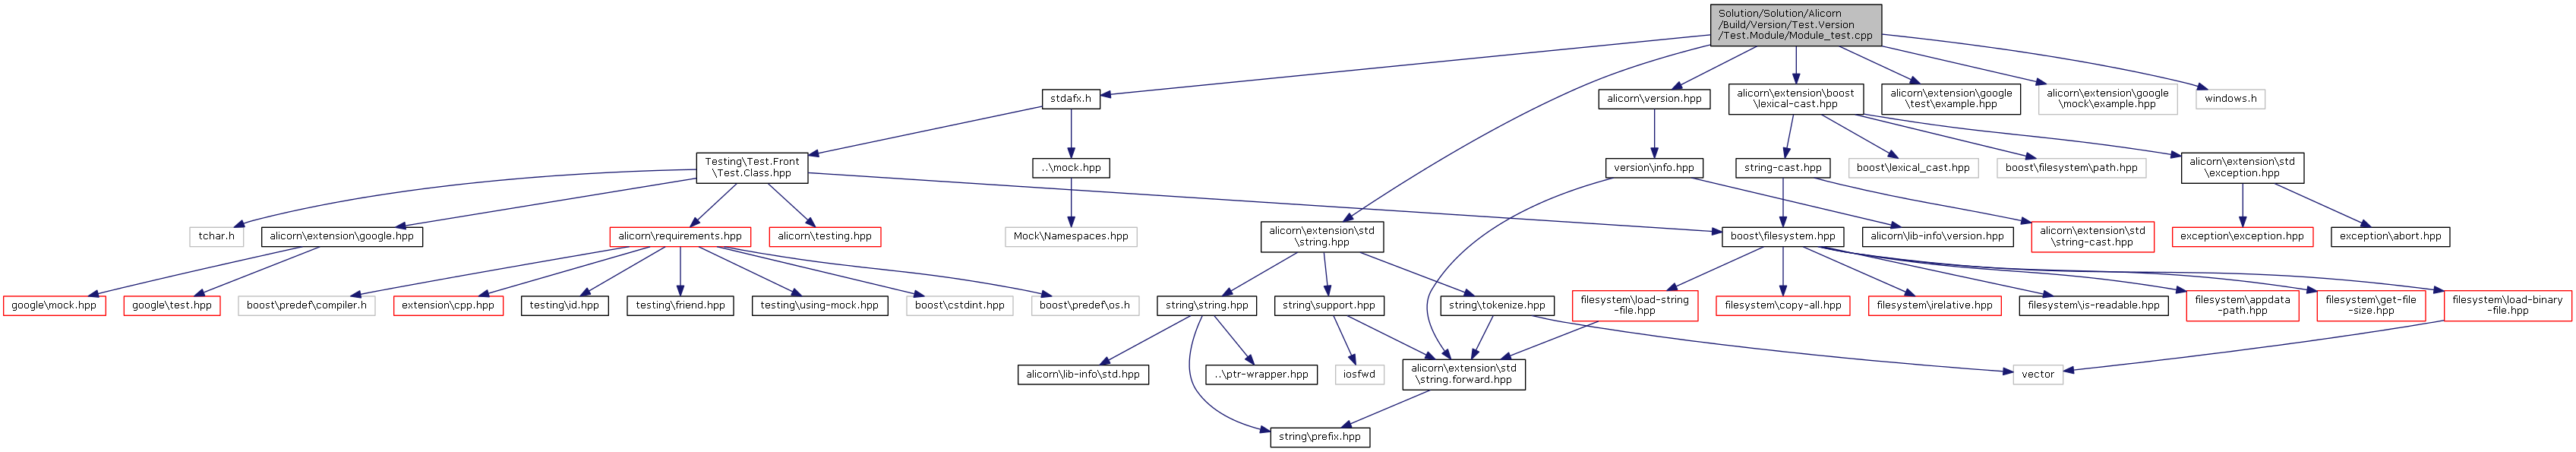 Solution/Solution/Alicorn
/Build/Version/Test.Version
/Test.Module/Module_test.cpp
stdafx.h
alicorn\version.hpp
alicorn\extension\boost
\lexical-cast.hpp
alicorn\extension\google
\test\example.hpp
alicorn\extension\google
\mock\example.hpp
windows.h
Testing\Test.Front
\Test.Class.hpp
..\mock.hpp
version\info.hpp
string-cast.hpp
boost\lexical_cast.hpp
boost\filesystem\path.hpp
alicorn\extension\std
\exception.hpp
tchar.h
alicorn\extension\google.hpp
alicorn\requirements.hpp
alicorn\testing.hpp
Mock\Namespaces.hpp
alicorn\extension\std
\string.hpp
boost\filesystem.hpp
alicorn\lib-info\version.hpp
alicorn\extension\std
\string-cast.hpp
exception\exception.hpp
exception\abort.hpp
google\mock.hpp
google\test.hpp
boost\predef\compiler.h
extension\cpp.hpp
testing\id.hpp
testing\friend.hpp
testing\using-mock.hpp
boost\cstdint.hpp
boost\predef\os.h
string\string.hpp
string\support.hpp
string\tokenize.hpp
filesystem\load-string
-file.hpp
filesystem\copy-all.hpp
filesystem\irelative.hpp
filesystem\is-readable.hpp
filesystem\appdata
-path.hpp
filesystem\get-file
-size.hpp
filesystem\load-binary
-file.hpp
alicorn\lib-info\std.hpp
..\ptr-wrapper.hpp
iosfwd
alicorn\extension\std
\string.forward.hpp
vector
string\prefix.hpp